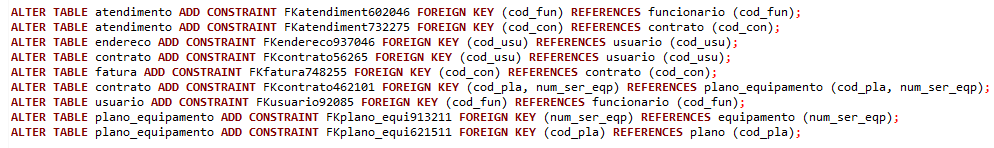 ALTER TABLE atendimento ADD CONSTRAINT FKatendiment602046 FOREIGN KEY (cod_fun) REFERENCES funcionario (cod_fun);
ALTER TABLE atendimento ADD CONSTRAINT FKatendiment732275 FOREIGN KEY (cod_con) REFERENCES contrato (cod_con);
ALTER TABLE endereco ADD CONSTRAINT FKendereco937046 FOREIGN KEY (cod_usu) REFERENCES usuario (cod_usu);
ALTER TABLE contrato ADD CONSTRAINT FKcontrato56265 FOREIGN KEY (cod_usu) REFERENCES usuario (cod_usu);
ALTER TABLE fatura ADD CONSTRAINT FKfatura748255 FOREIGN KEY (cod_con) REFERENCES contrato (cod_con);
ALTER TABLE contrato ADD CONSTRAINT FKcontrato462101 FOREIGN KEY (cod_pla, num_ser_eqp) REFERENCES plano_equipamento (cod_pla, num_ser_eqp);
ALTER TABLE usuario ADD CONSTRAINT FKusuario92085 FOREIGN KEY (cod_fun) REFERENCES funcionario (cod_fun);
ALTER TABLE plano_equipamento ADD CONSTRAINT FKplano_equi913211 FOREIGN KEY (num_ser_eqp) REFERENCES equipamento (num_ser_eqp);
ALTER TABLE plano_equipamento ADD CONSTRAINT FKplano_equi621511 FOREIGN KEY (cod_pla) REFERENCES plano (cod_pla);